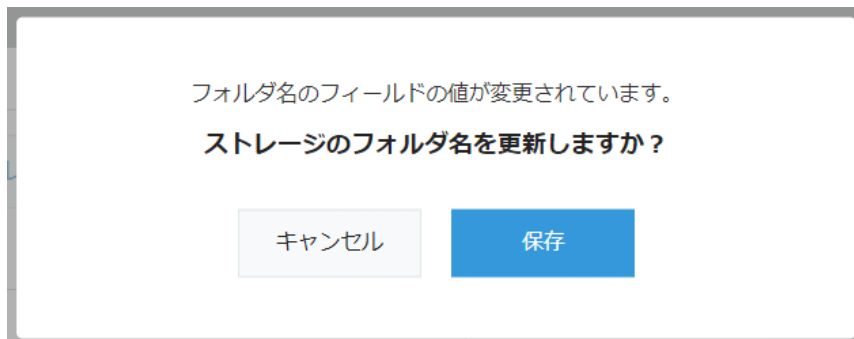 フォルダ名のフィールドの値が変更されています。
ストレージのフォルダ名を更新しますか？
キャンセル
保存